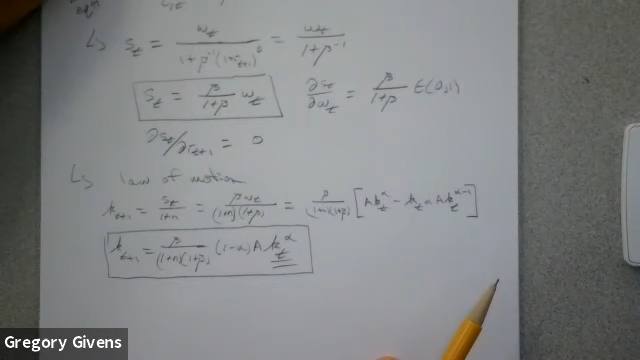 eqm
↳ s_t = w_t / (1+β^{-1}(1+r_{t+1})^0) = w_t / (1+β^{-1})
s_t = β/(1+β) w_t   ∂s_t/∂w_t = β/(1+β) ∈ (0,1)
∂s_t/∂r_{t+1} = 0
↳ law of motion
k_{t+1} = s_t/(1+n) = βw_t/((1+n)(1+β)) = β/((1+n)(1+β)) [Ak_t^α - k_t αAk_t^{α-1}]
k_{t+1} = β/((1+n)(1+β)) (1-α)Ak_t^α
Gregory Givens